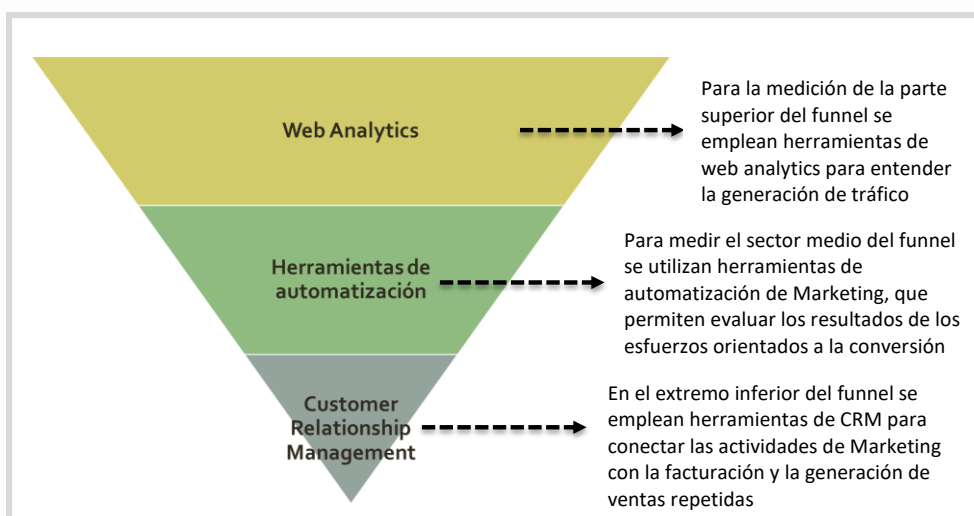 Web Analytics
Para la medición de la parte
superior del funnel se
emplean herramientas de
web analytics para entender
la generación de tráfico
Herramientas de
automatización
Para medir el sector medio del funnel
se utilizan herramientas de
automatización de Marketing, que
permiten evaluar los resultados de los
esfuerzos orientados a la conversión
Customer
Relationship
Management
En el extremo inferior del funnel se
emplean herramientas de CRM para
conectar las actividades de Marketing
con la facturación y la generación de
ventas repetidas